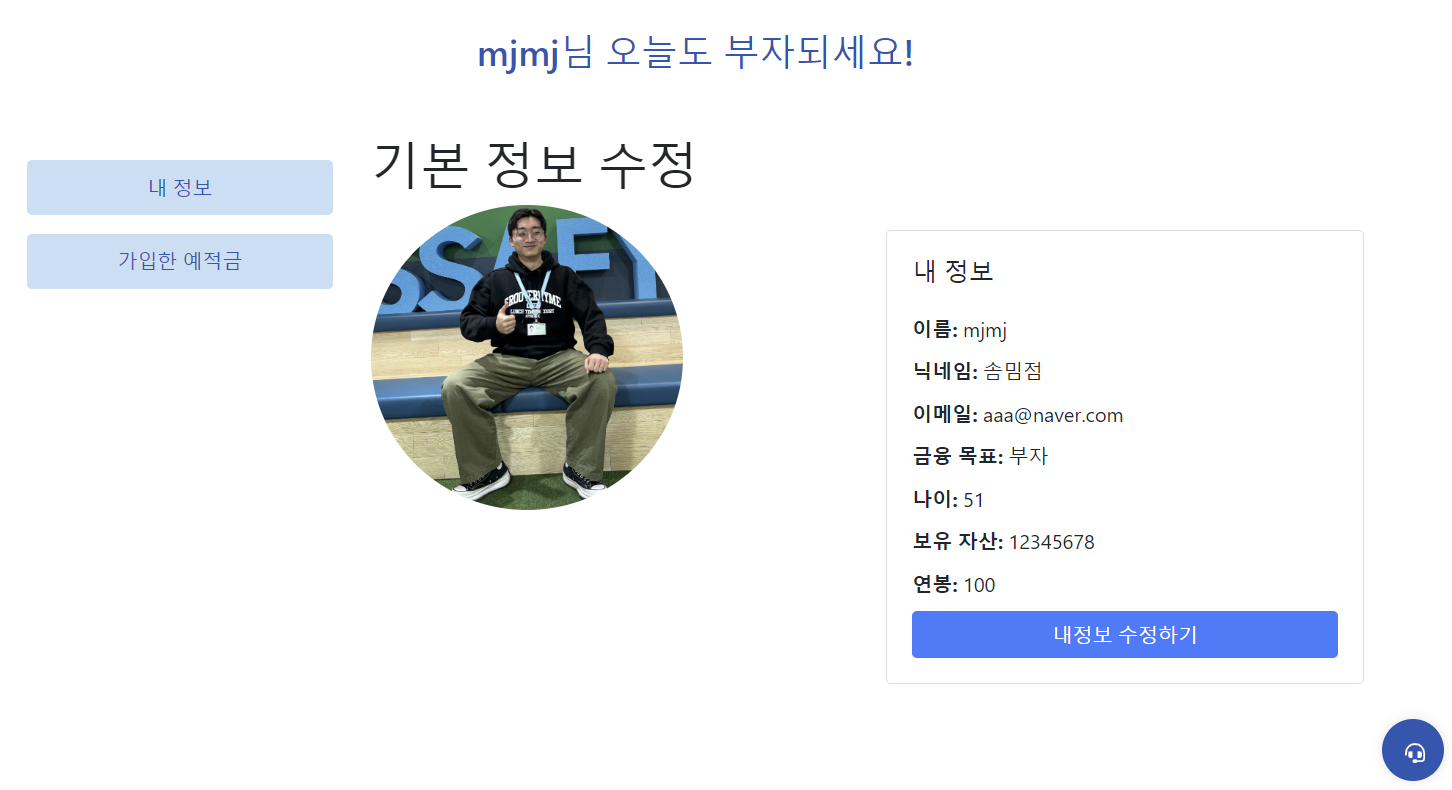 mjmj님 오늘도 부자되세요!
내 정보
가입한 예적금
기본 정보 수정
SSAFY
GROOVERHYME
내 정보
이름: mjmj
닉네임: 솜밈점
이메일: aaa@naver.com
금융 목표: 부자
나이: 51
보유 자산: 12345678
연봉: 100
내정보 수정하기